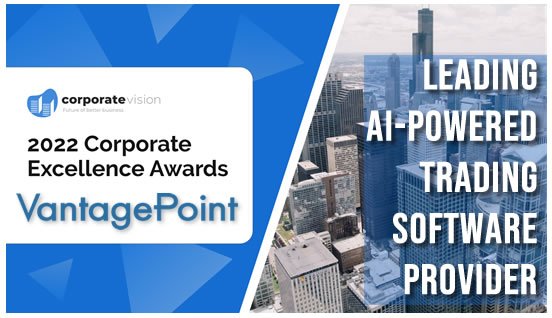 corporatevision
Future of better business
2022 Corporate
Excellence Awards
VantagePoint
LEADING
AI-POWERED
TRADING
SOFTWARE
PROVIDER